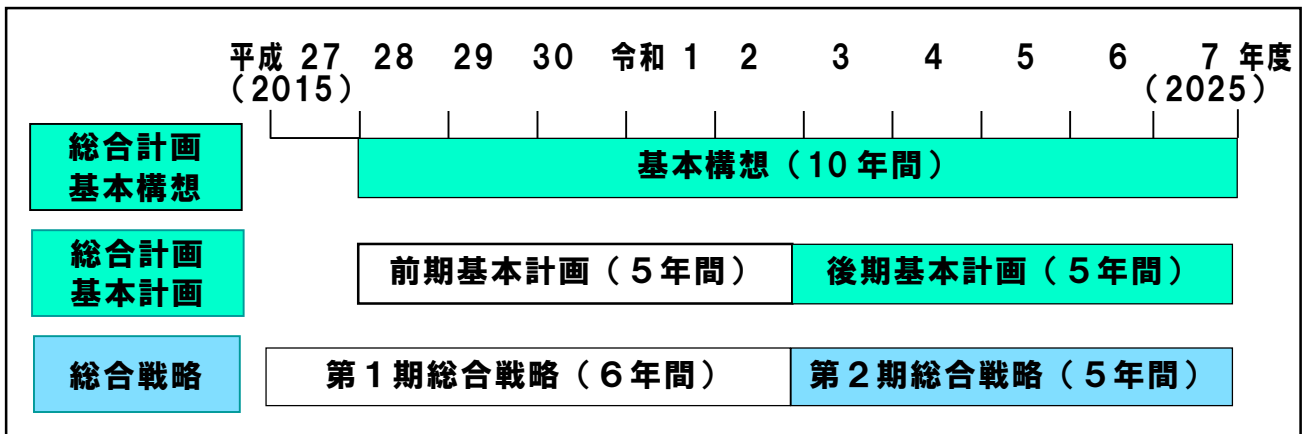 平成 27 28 29 30 令和 1 2 3 4 5 6 7 年度
(2015) (2025)
総合計画
基本構想
基本構想（10年間）
総合計画
基本計画
前期基本計画（５年間） 後期基本計画（５年間）
総合戦略 第１期総合戦略（６年間） 第２期総合戦略（５年間）